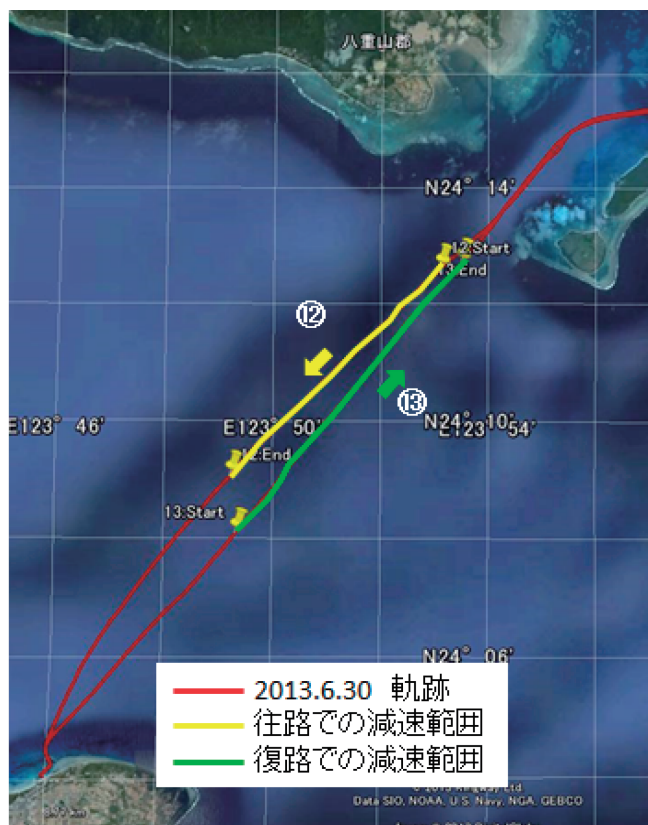 八重山郡
N24° 14'
12:Start
13:End
⑫
⑬
E123° 46'
E123° 50'
N24° 10'
E123 54'
12:End
13:Start
N24° 06'
2013.6.30 軌跡
往路での減速範囲
復路での減速範囲
Data SIO, NOAA, U.S. Navy, NGA, GEBCO